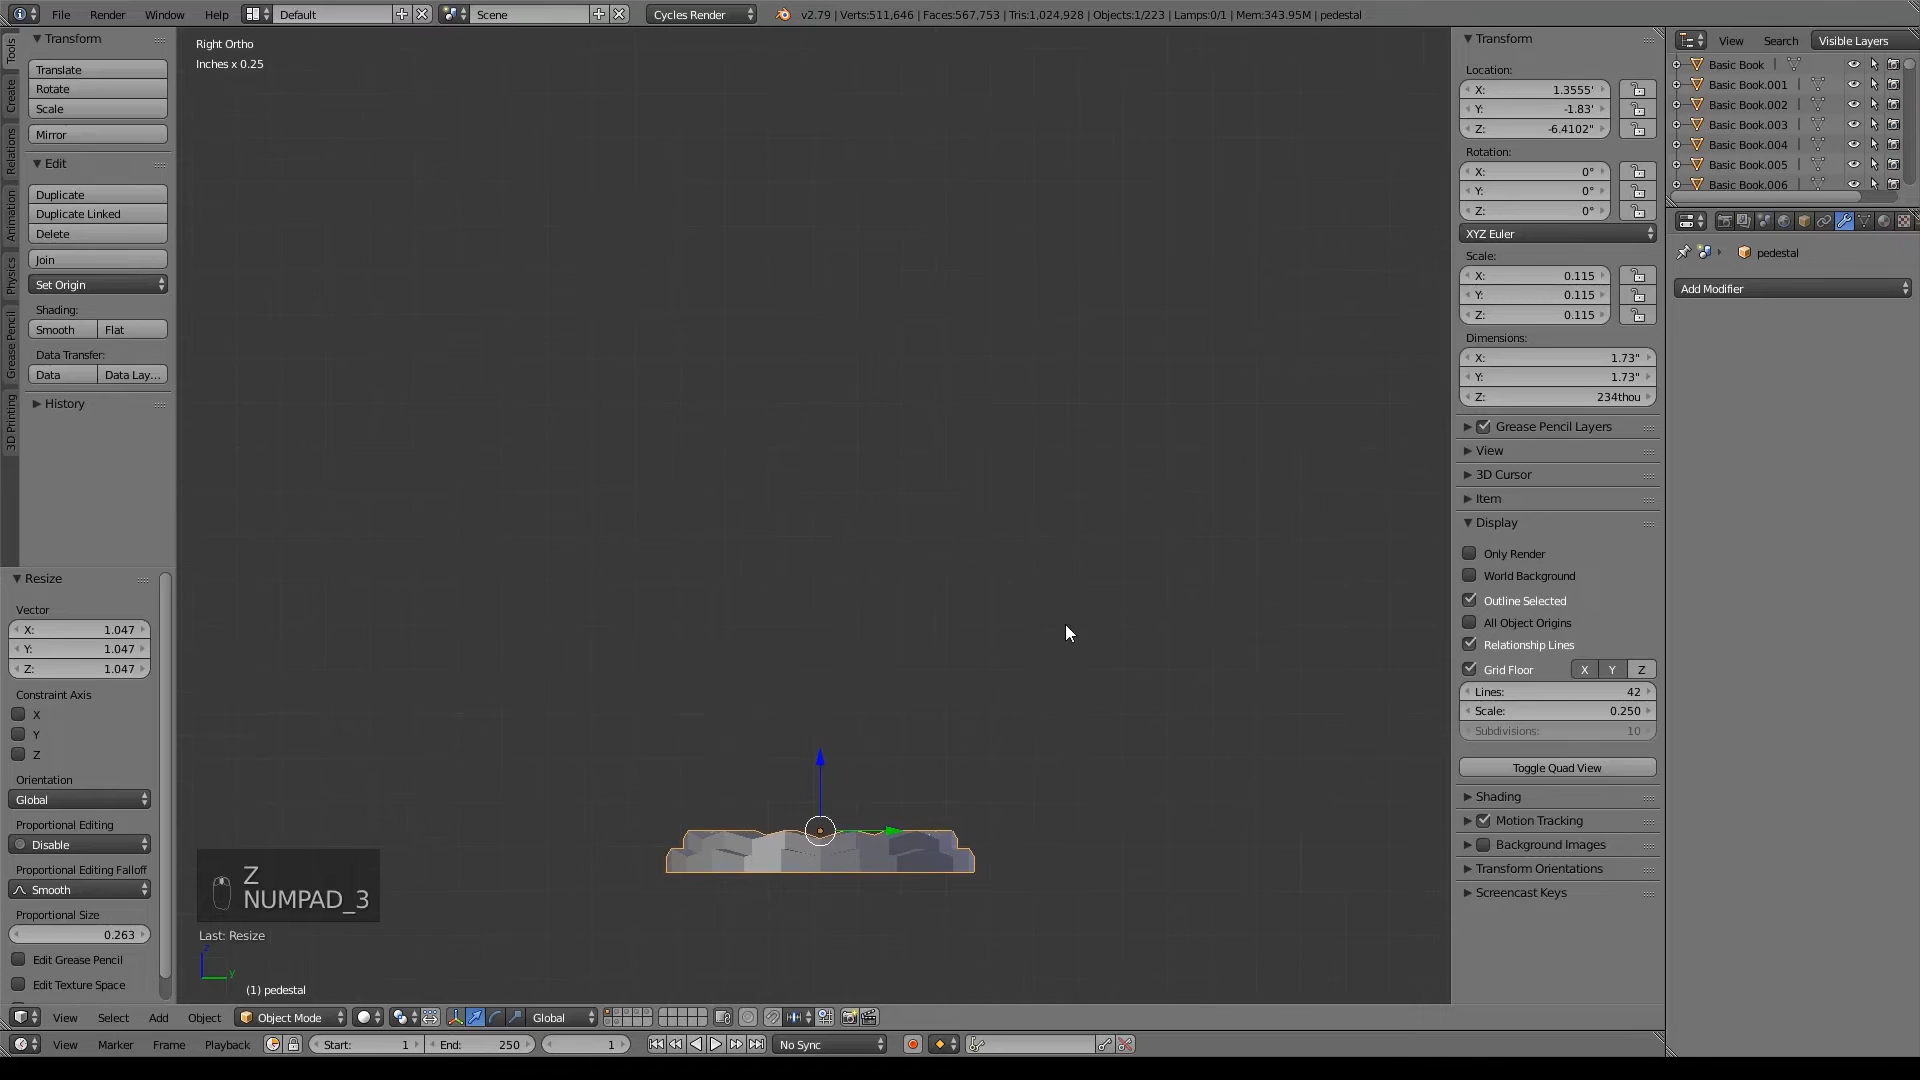 File Render Window Help Default Scene Cycles Render v2.79 | Verts:511,646 | Faces:567,753 | Tris:1,024,928 | Objects:1/223 | Lamps:0/1 | Mem:343.95M | pedestal
Tools
Create
Relations
Animation
Physics
Grease Pencil
3D Printing
Transform
Translate
Rotate
Scale
Mirror
Edit
Duplicate
Duplicate Linked
Delete
Join
Set Origin
Shading:
Smooth Flat
Data Transfer:
Data Data Lay...
History
Resize
Vector
X: 1.047
Y: 1.047
Z: 1.047
Constraint Axis
X
Y
Z
Orientation
Global
Proportional Editing
Disable
Proportional Editing Falloff
Smooth
Proportional Size
0.263
Edit Grease Pencil
Edit Texture Space
Right Ortho
Inches x 0.25
Z
NUMPAD_3
Last: Resize
Z
Y
(1) pedestal
Transform
Location:
X: 1.3555'
Y: -1.83'
Z: -6.4102"
Rotation:
X: 0°
Y: 0°
Z: 0°
XYZ Euler
Scale:
X: 0.115
Y: 0.115
Z: 0.115
Dimensions:
X: 1.73"
Y: 1.73"
Z: 234thou
Grease Pencil Layers
View
3D Cursor
Item
Display
Only Render
World Background
Outline Selected
All Object Origins
Relationship Lines
Grid Floor X Y Z
Lines: 42
Scale: 0.250
Subdivisions: 10
Toggle Quad View
Shading
Motion Tracking
Background Images
Transform Orientations
Screencast Keys
View Search Visible Layers
Basic Book
Basic Book.001
Basic Book.002
Basic Book.003
Basic Book.004
Basic Book.005
Basic Book.006
pedestal
Add Modifier
View Select Add Object Object Mode Global
View Marker Frame Playback Start: 1 End: 250 1 No Sync